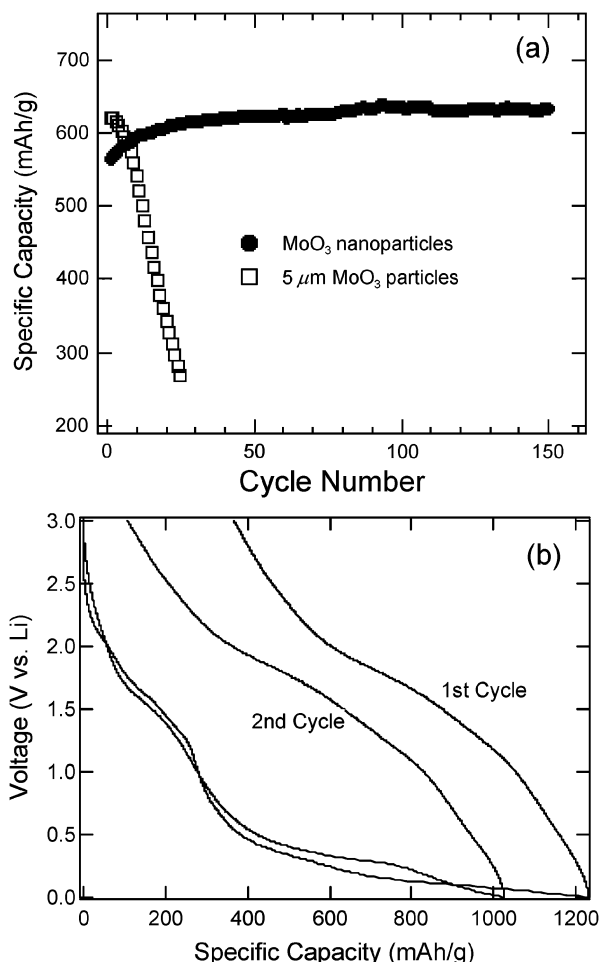 (a)
Specific Capacity (mAh/g)
700
600
500
400
300
200
MoO₃ nanoparticles
5 μm MoO₃ particles
0
50
100
150
Cycle Number
(b)
Voltage (V vs. Li)
3.0
2.5
2.0
1.5
1.0
0.5
0.0
1st Cycle
2nd Cycle
0
200
400
600
800
1000
1200
Specific Capacity (mAh/g)